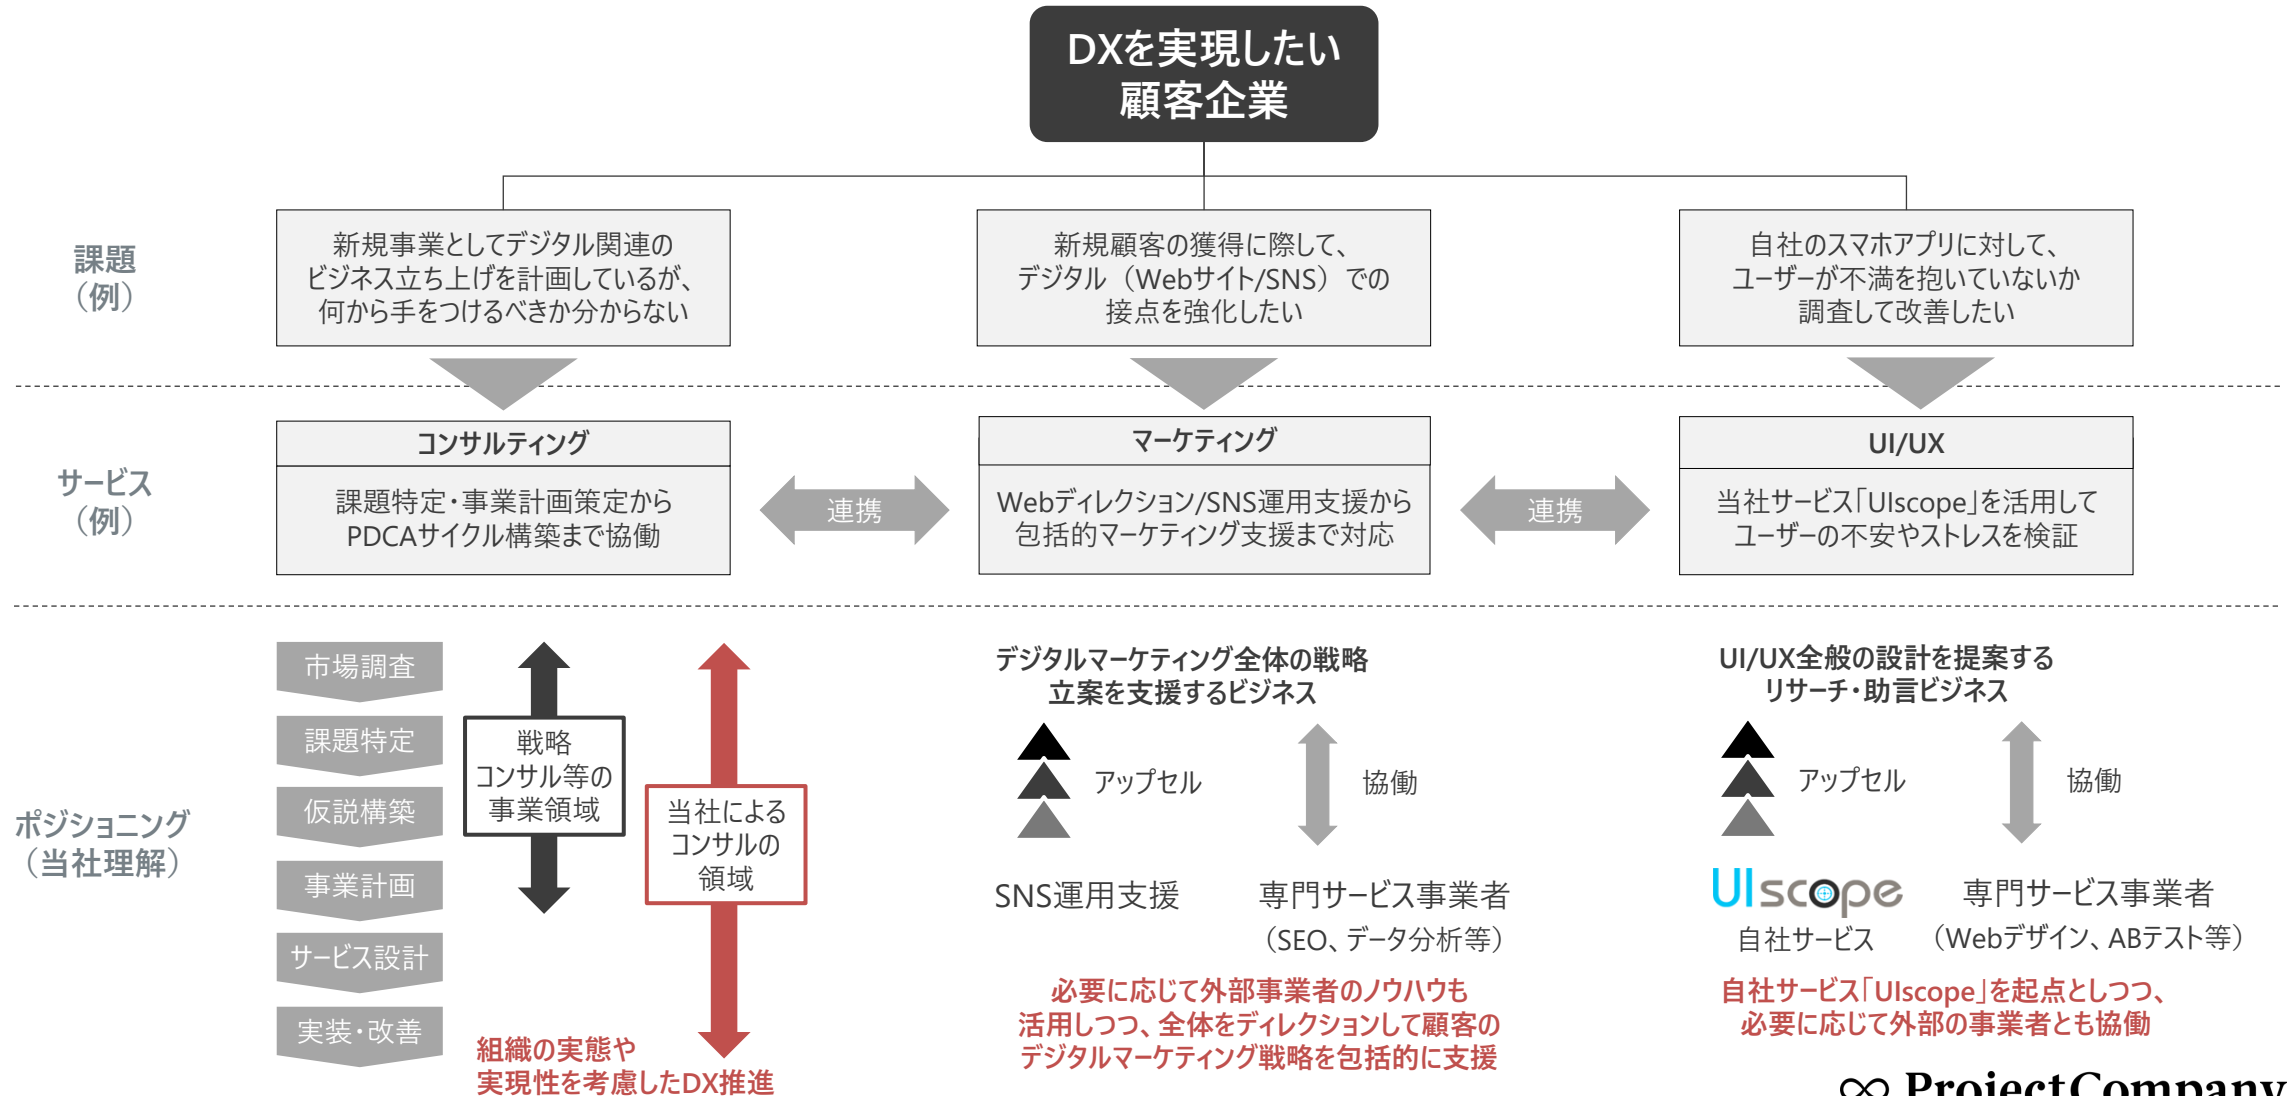 DXを実現したい
顧客企業
課題
（例）
新規事業としてデジタル関連の
ビジネス立ち上げを計画しているが、
何から手をつけるべきか分からない
新規顧客の獲得に際して、
デジタル（Webサイト/SNS）での
接点を強化したい
自社のスマホアプリに対して、
ユーザーが不満を抱いていないか
調査して改善したい
サービス
（例）
コンサルティング
課題特定・事業計画策定から
PDCAサイクル構築まで協働
連携
マーケティング
Webディレクション/SNS運用支援から
包括的マーケティング支援まで対応
連携
UI/UX
当社サービス「UIscope」を活用して
ユーザーの不安やストレスを検証
ポジショニング
（当社理解）
市場調査
課題特定
仮説構築
事業計画
サービス設計
実装・改善
戦略
コンサル等の
事業領域
当社による
コンサルの
領域
組織の実態や
実現性を考慮したDX推進
デジタルマーケティング全体の戦略
立案を支援するビジネス
アップセル
協働
SNS運用支援
専門サービス事業者
（SEO、データ分析等）
必要に応じて外部事業者のノウハウも
活用しつつ、全体をディレクションして顧客の
デジタルマーケティング戦略を包括的に支援
UI/UX全般の設計を提案する
リサーチ・助言ビジネス
アップセル
協働
UIscope
自社サービス
専門サービス事業者
（Webデザイン、ABテスト等）
自社サービス「UIscope」を起点としつつ、
必要に応じて外部の事業者とも協働
ProjectCompany